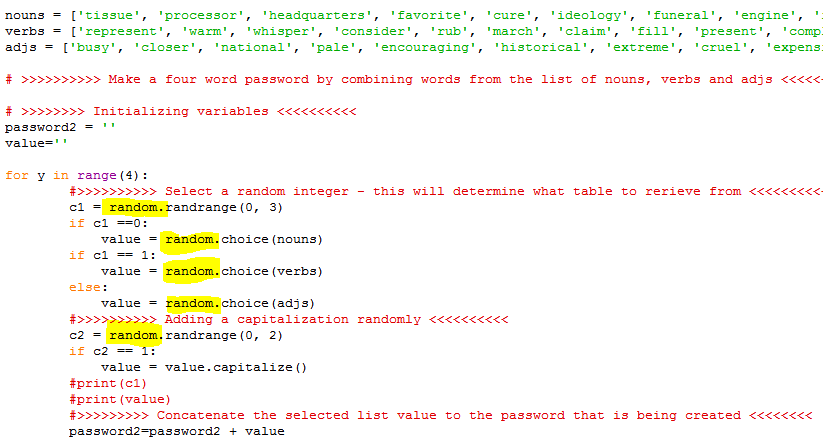 nouns = ['tissue', 'processor', 'headquarters', 'favorite', 'cure', 'ideology', 'funeral', 'engine', '
verbs = ['represent', 'warm', 'whisper', 'consider', 'rub', 'march', 'claim', 'fill', 'present', 'comp
adjs = ['busy', 'closer', 'national', 'pale', 'encouraging', 'historical', 'extreme', 'cruel', 'expens
# >>>>>>>>>> Make a four word password by combining words from the list of nouns, verbs and adjs <<<<<
# >>>>>>>> Initializing variables <<<<<<<<<<
password2 = ''
value=''
for y in range(4):
#>>>>>>>>>> Select a random integer - this will determine what table to rerieve from <<<<<<<<<
c1 = random.randrange(0, 3)
if c1 ==0:
value = random.choice(nouns)
if c1 == 1:
value = random.choice(verbs)
else:
value = random.choice(adjs)
#>>>>>>>>>> Adding a capitalization randomly <<<<<<<<<<
c2 = random.randrange(0, 2)
if c2 == 1:
value = value.capitalize()
#print(c1)
#print(value)
#>>>>>>>>> Concatenate the selected list value to the password that is being created <<<<<<<<
password2=password2 + value